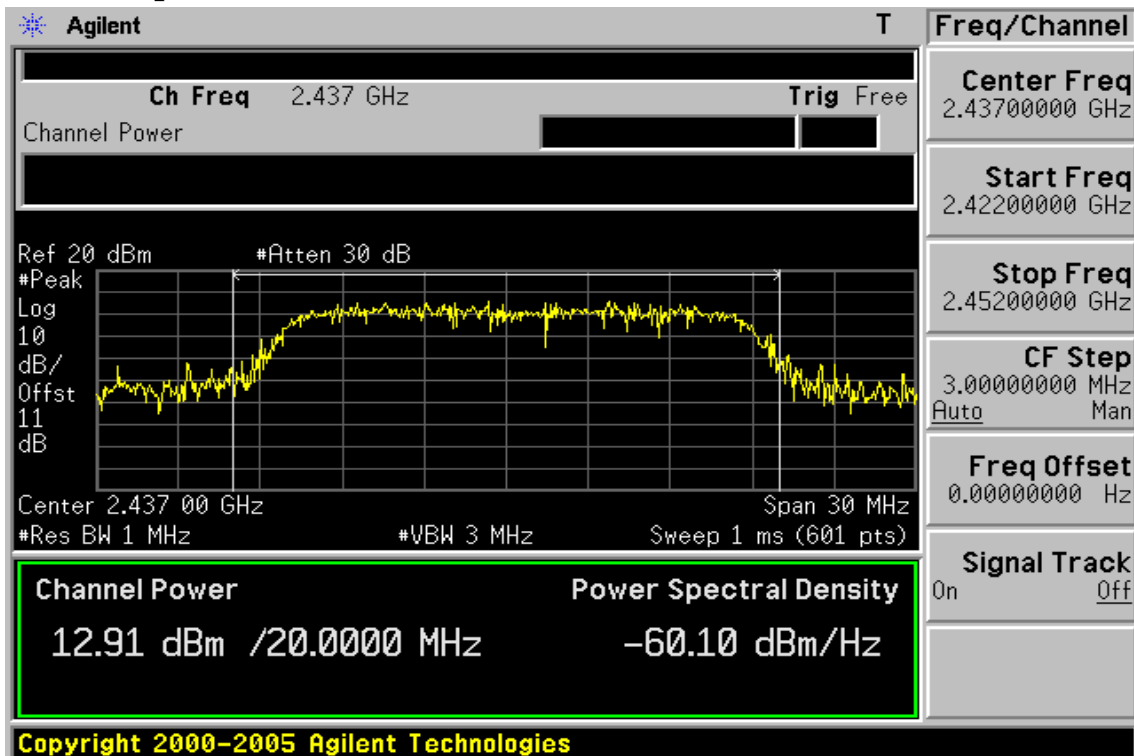 Agilent T
Freq/Channel
Ch Freq 2.437 GHz Trig Free
Channel Power
Center Freq
2.43700000 GHz
Start Freq
2.42200000 GHz
Stop Freq
2.45200000 GHz
CF Step
3.00000000 MHz
Auto Man
Freq Offset
0.00000000 Hz
Signal Track
On Off
Ref 20 dBm #Atten 30 dB
#Peak
Log
10
dB/
Offst
11
dB
Center 2.437 00 GHz Span 30 MHz
#Res BW 1 MHz #VBW 3 MHz Sweep 1 ms (601 pts)
Channel Power Power Spectral Density
12.91 dBm /20.0000 MHz -60.10 dBm/Hz
Copyright 2000-2005 Agilent Technologies